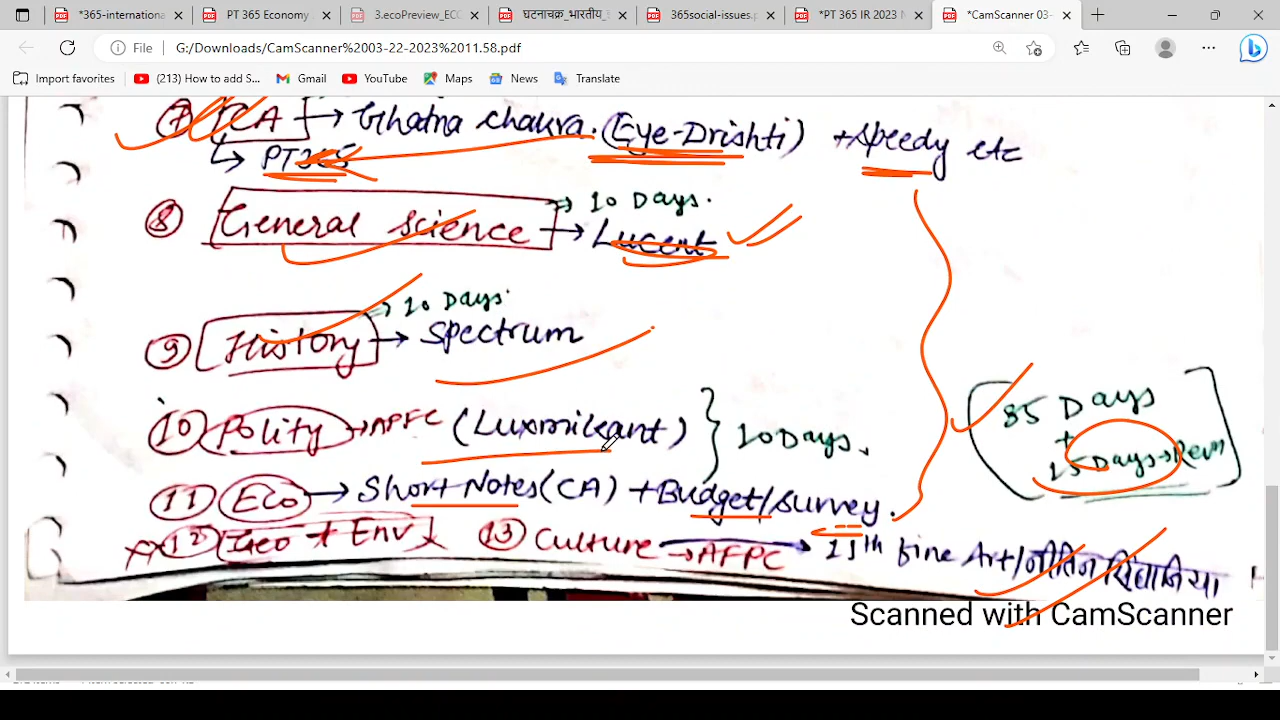 *365-internationa
PT 365 Economy
3.ecoPreview_EC
घटनाचक्र_भारतीय_
365social-issues.p
*PT 365 IR 2023
*CamScanner 03-
File
G:/Downloads/CamScanner%2003-22-2023%2011.58.pdf
Import favorites
(213) How to add S...
Gmail
YouTube
Maps
News
Translate
⑦ CA → Ghatna chakra. (Eye-Drishti) + Speedy etc
↳ PT365
⇒ 10 Days.
⑧ General science → Lucent
⇒ 10 Days.
⑨ History → Spectrum
⑩ Polity → (Luxmikant) } 10 Days.
85 Days
+
15 Days → Revn
⑪ Eco → Short Notes (CA) + Budget/Survey.
⑫ Geo + Env ⑬ Culture → 11th Fine Art/नीतिन सिंघानिया
Scanned with CamScanner